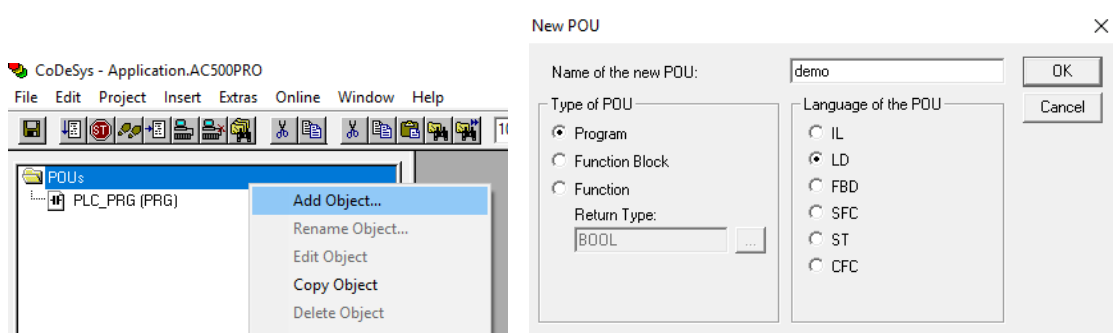 CoDeSys - Application.AC500PRO
File Edit Project Insert Extras Online Window Help
STOP
10
POUs
PLC_PRG (PRG)
Add Object...
Rename Object...
Edit Object
Copy Object
Delete Object
New POU
Name of the new POU:
demo
OK
Cancel
Type of POU
Program
Function Block
Function
Return Type:
BOOL
...
Language of the POU
IL
LD
FBD
SFC
ST
CFC